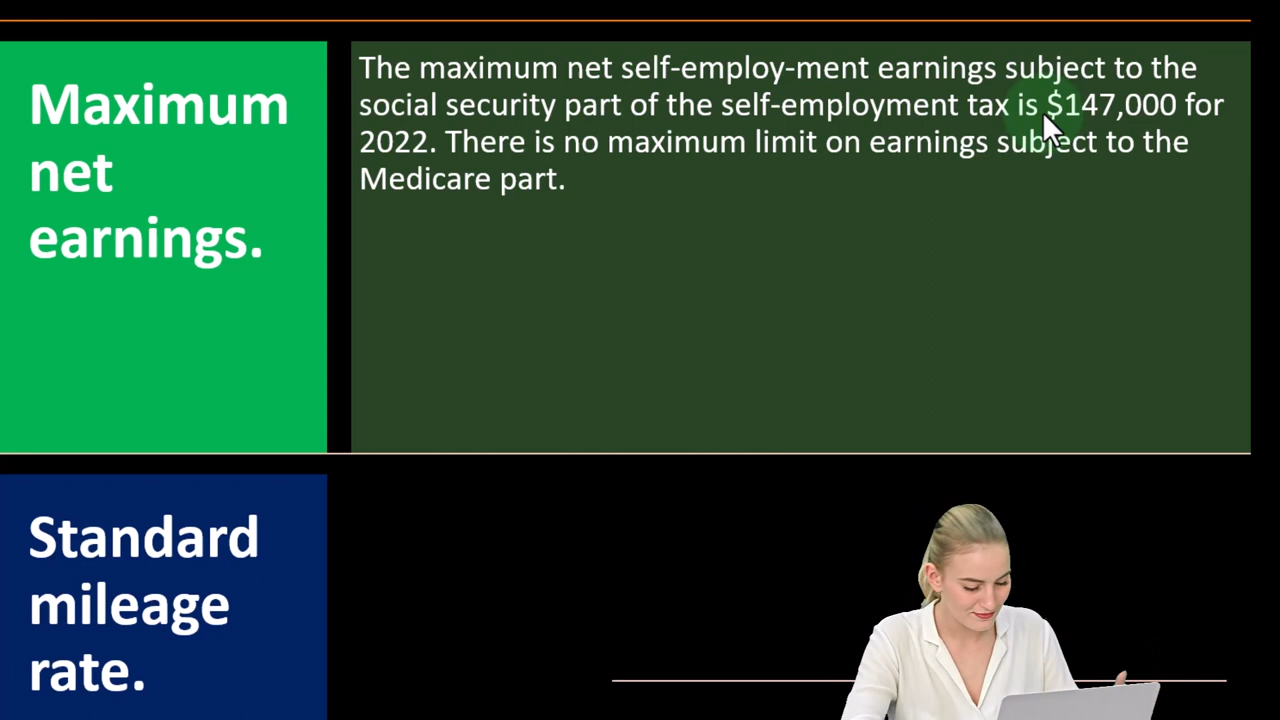 Maximum
net
earnings.
The maximum net self-employ-ment earnings subject to the
social security part of the self-employment tax is $147,000 for
2022. There is no maximum limit on earnings subject to the
Medicare part.
Standard
mileage
rate.